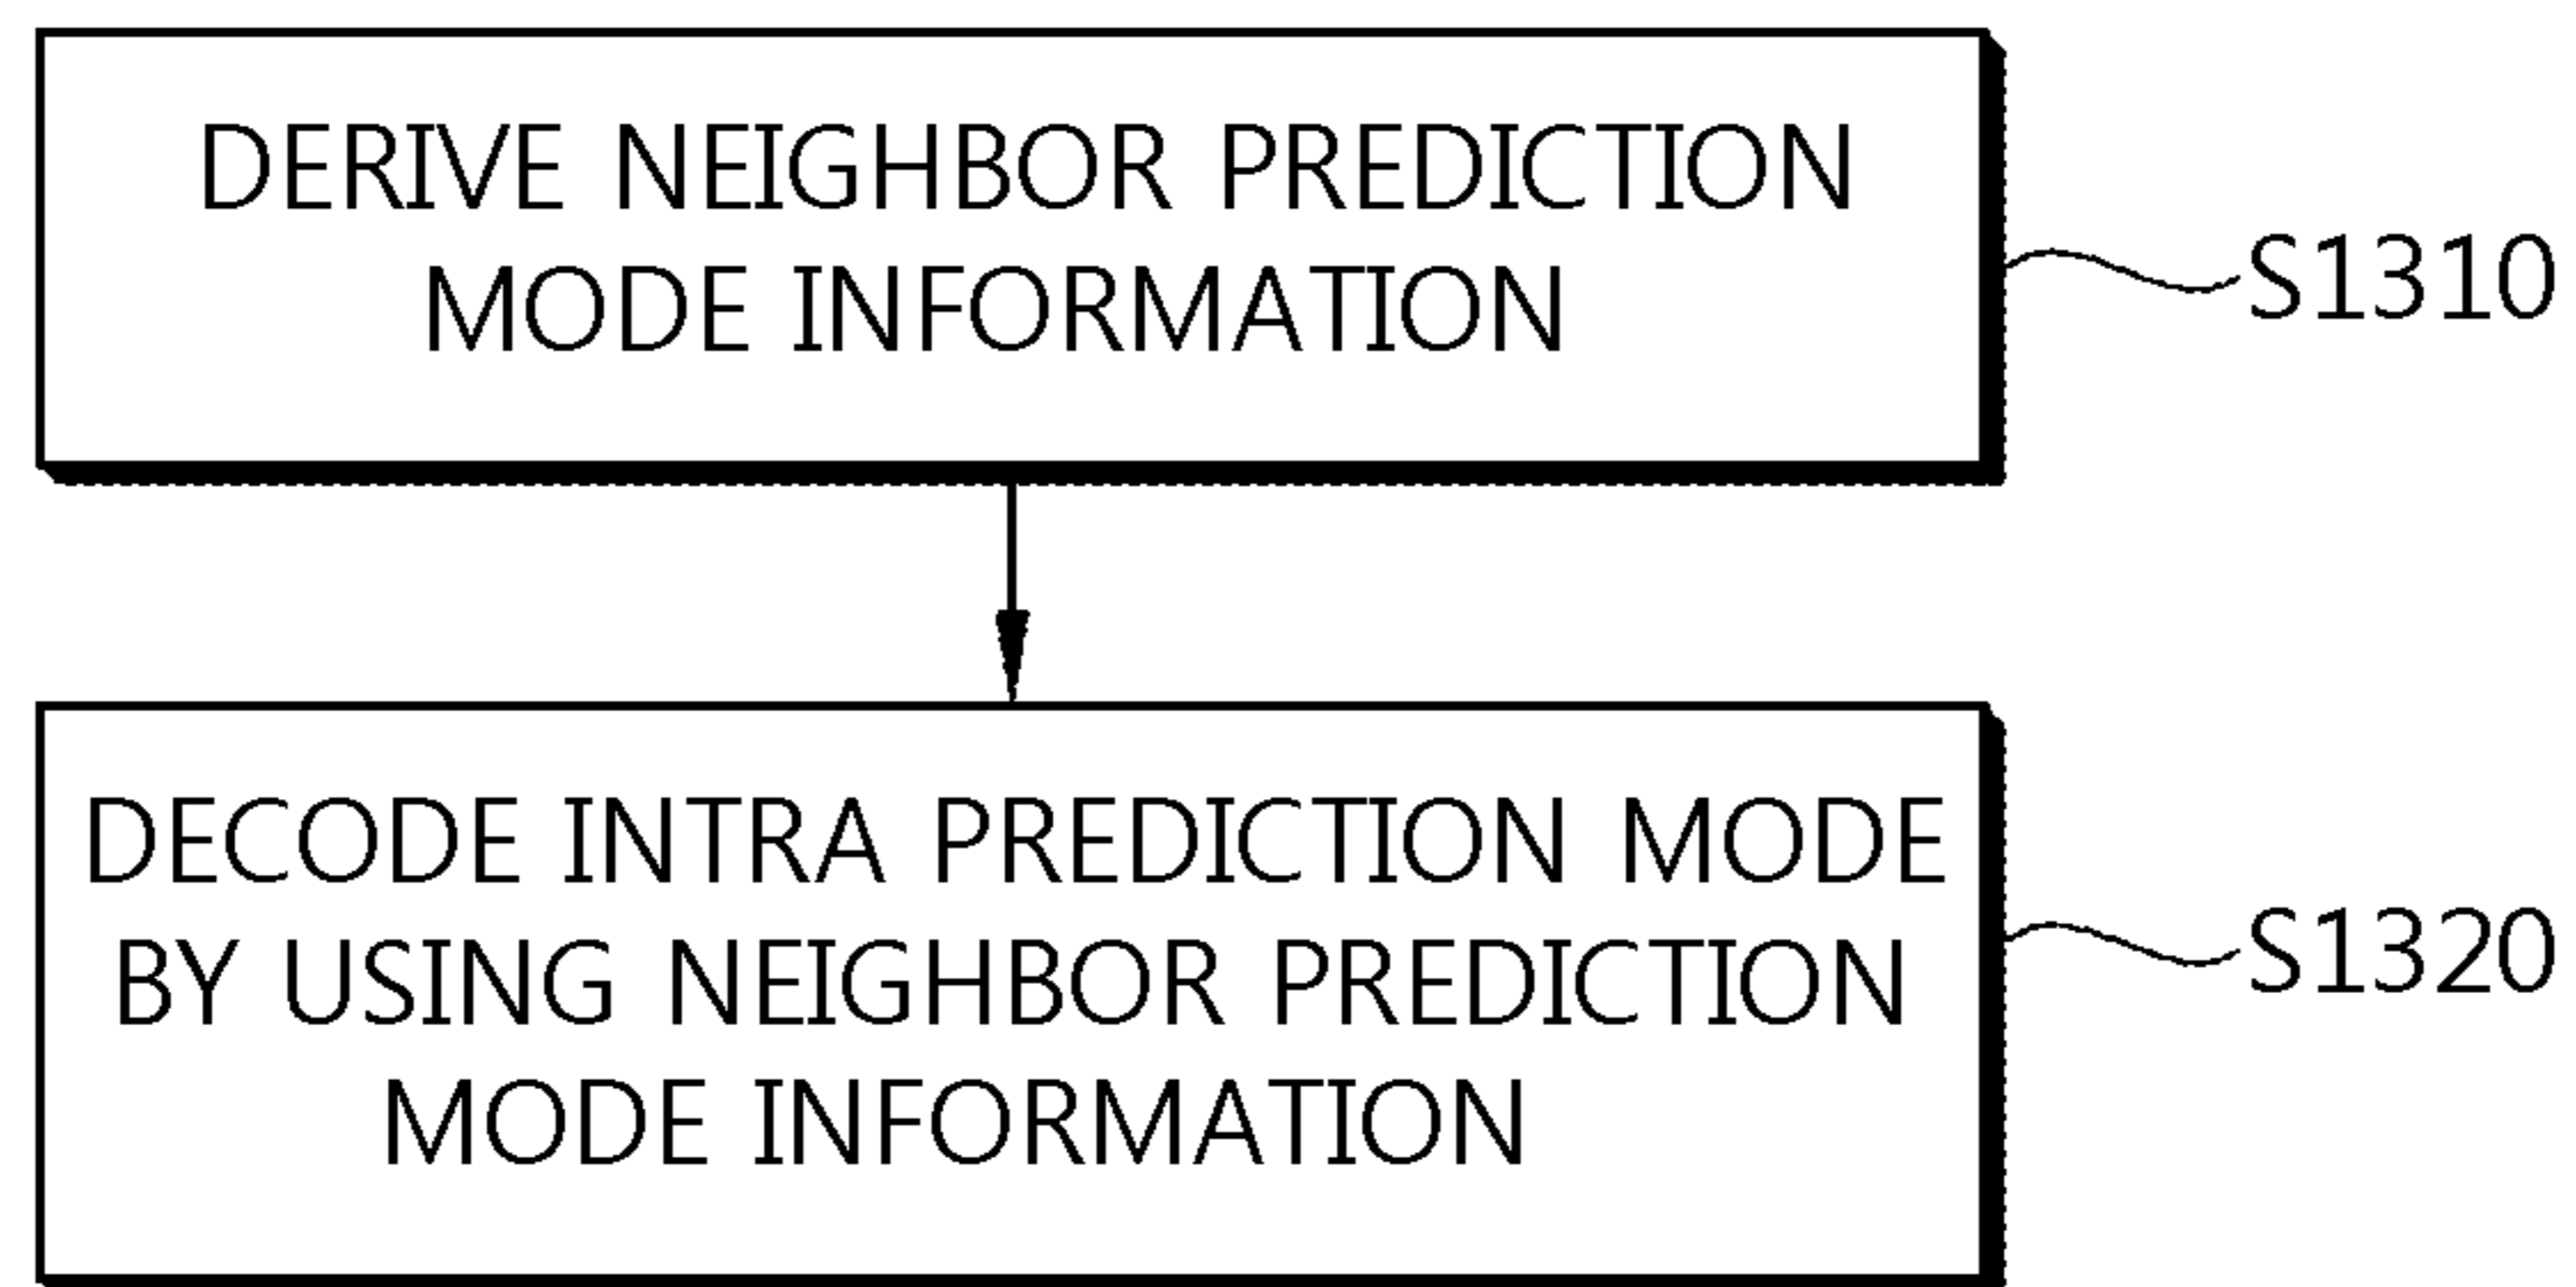 DERIVE NEIGHBOR PREDICTION
MODE INFORMATION
S1310
DECODE INTRA PREDICTION MODE
BY USING NEIGHBOR PREDICTION
MODE INFORMATION
S1320